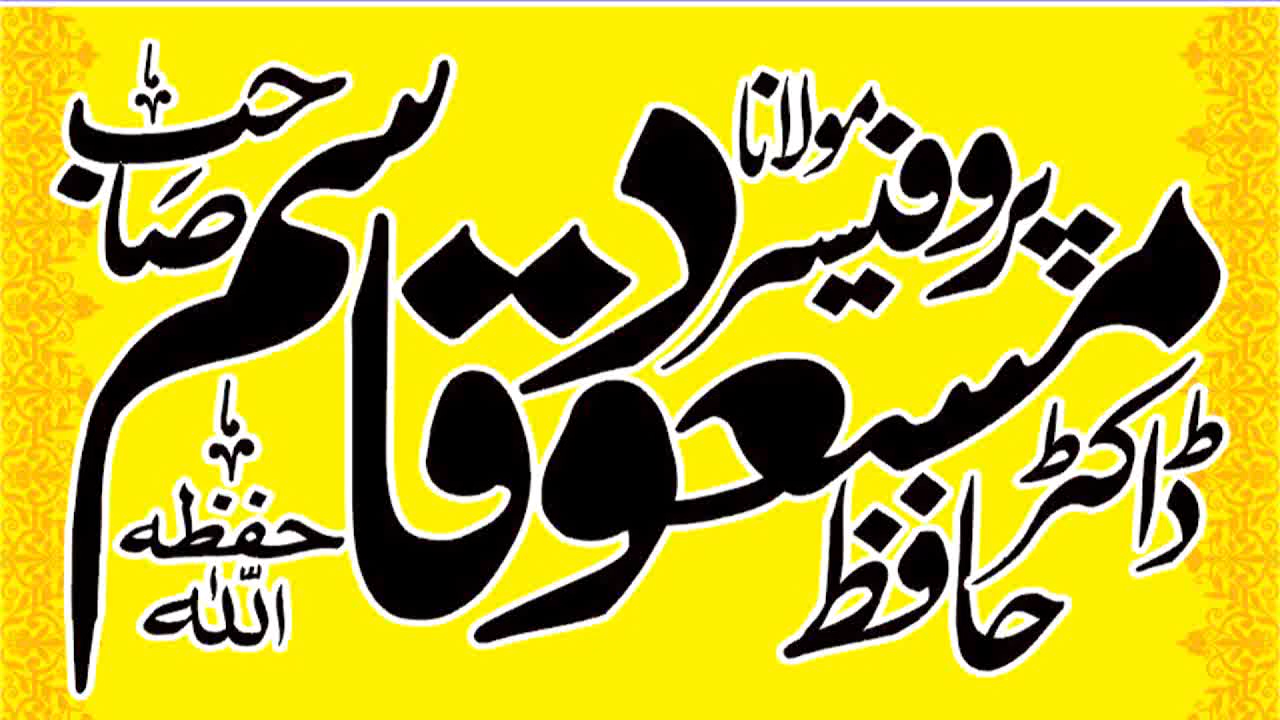 پروفیسر مولانا
ڈاکٹر حافظ
مسعود قاسم
صاحب
حفظہ
اللہ